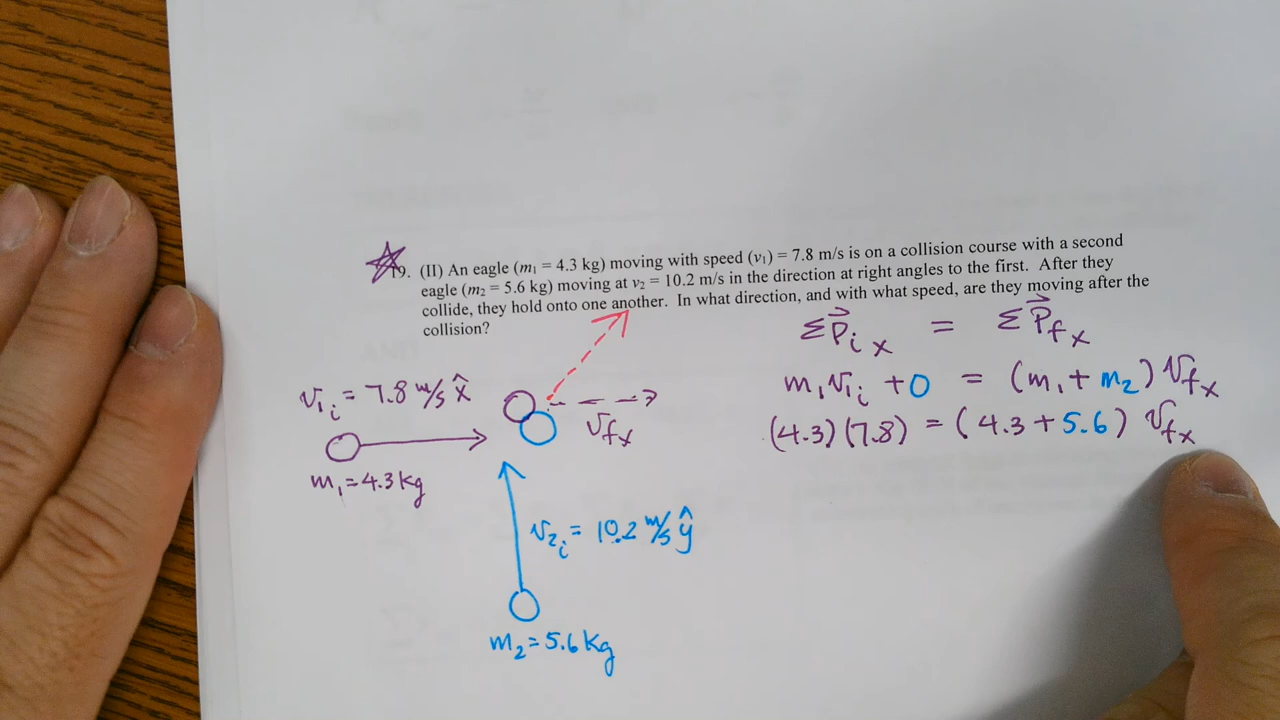 19. (II) An eagle (m₁ = 4.3 kg) moving with speed (v₁) = 7.8 m/s is on a collision course with a second
eagle (m₂ = 5.6 kg) moving at v₂ = 10.2 m/s in the direction at right angles to the first. After they
collide, they hold onto one another. In what direction, and with what speed, are they moving after the
collision?
ΣP⃗ᵢₓ = ΣP⃗fₓ
m₁v₁ᵢ + 0 = (m₁ + m₂) vfₓ
(4.3)(7.8) = (4.3 + 5.6) vfₓ
v₁ᵢ = 7.8 m/s x̂
vfₓ
m₁ = 4.3 kg
v₂ᵢ = 10.2 m/s ŷ
m₂ = 5.6 kg